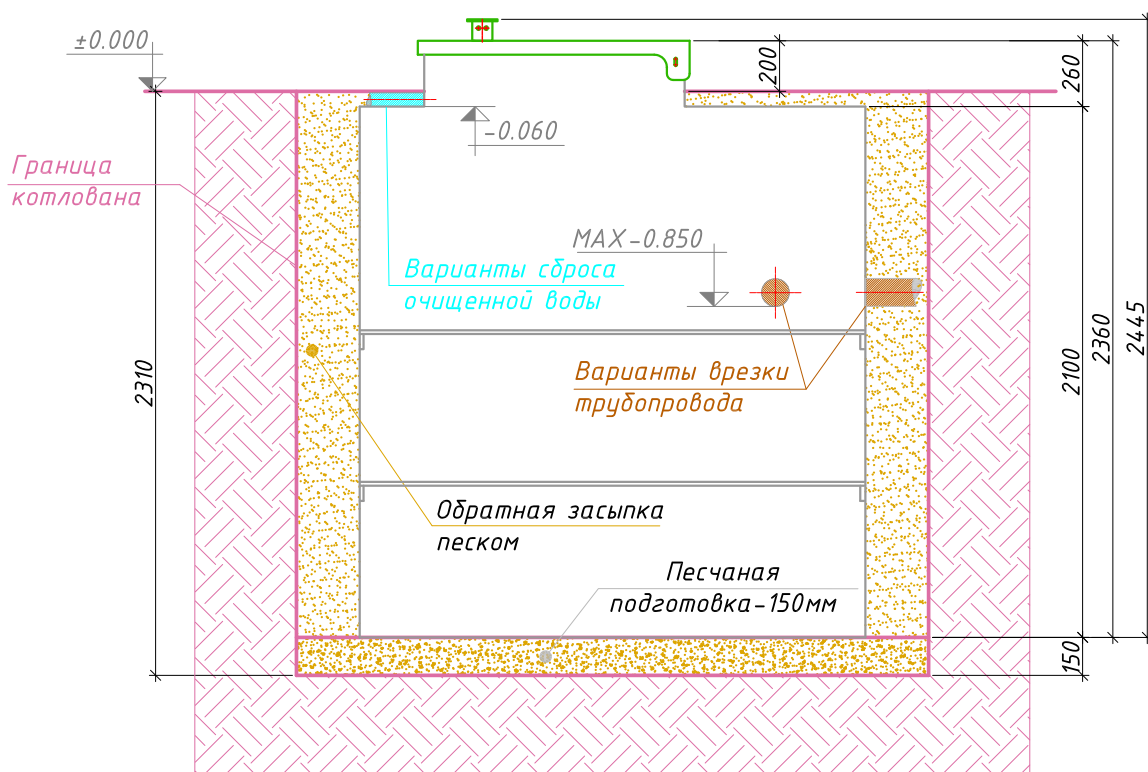 ±0.000
200
260
-0.060
Граница
котлована
MAX-0.850
Варианты сброса
очищенной воды
2310
2100
2360
2445
Варианты врезки
трубопровода
Обратная засыпка
песком
Песчаная
подготовка-150мм
150